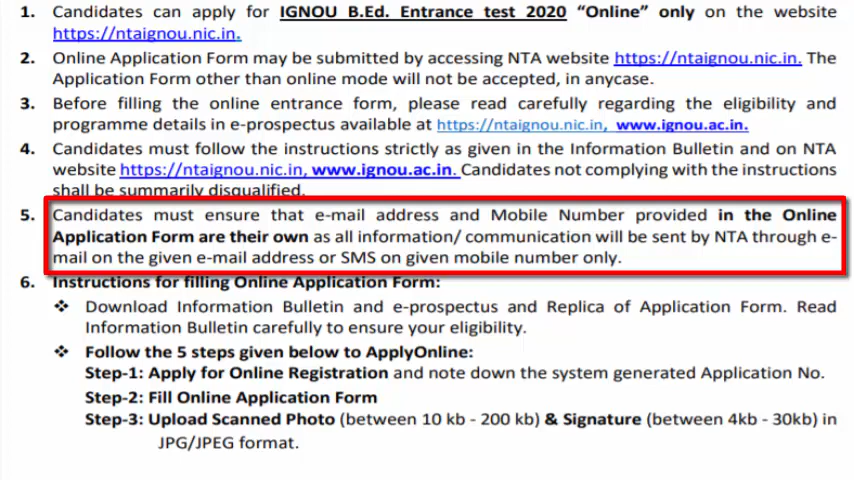 1. Candidates can apply for IGNOU B.Ed. Entrance test 2020 “Online” only on the website
https://ntaignou.nic.in.
2. Online Application Form may be submitted by accessing NTA website https://ntaignou.nic.in. The
Application Form other than online mode will not be accepted, in anycase.
3. Before filling the online entrance form, please read carefully regarding the eligibility and
programme details in e-prospectus available at https://ntaignou.nic.in, www.ignou.ac.in.
4. Candidates must follow the instructions strictly as given in the Information Bulletin and on NTA
website https://ntaignou.nic.in, www.ignou.ac.in. Candidates not complying with the instructions
shall be summarily disqualified.
5. Candidates must ensure that e-mail address and Mobile Number provided in the Online
Application Form are their own as all information/ communication will be sent by NTA through e-
mail on the given e-mail address or SMS on given mobile number only.
6. Instructions for filling Online Application Form:
❖ Download Information Bulletin and e-prospectus and Replica of Application Form. Read
Information Bulletin carefully to ensure your eligibility.
❖ Follow the 5 steps given below to ApplyOnline:
Step-1: Apply for Online Registration and note down the system generated Application No.
Step-2: Fill Online Application Form
Step-3: Upload Scanned Photo (between 10 kb - 200 kb) & Signature (between 4kb - 30kb) in
JPG/JPEG format.